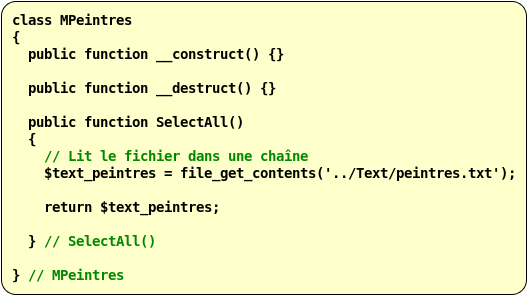 class MPeintres
{
  public function __construct() {}

  public function __destruct() {}

  public function SelectAll()
  {
    // Lit le fichier dans une chaîne
    $text_peintres = file_get_contents('../Text/peintres.txt');

    return $text_peintres;

  } // SelectAll()

} // MPeintres